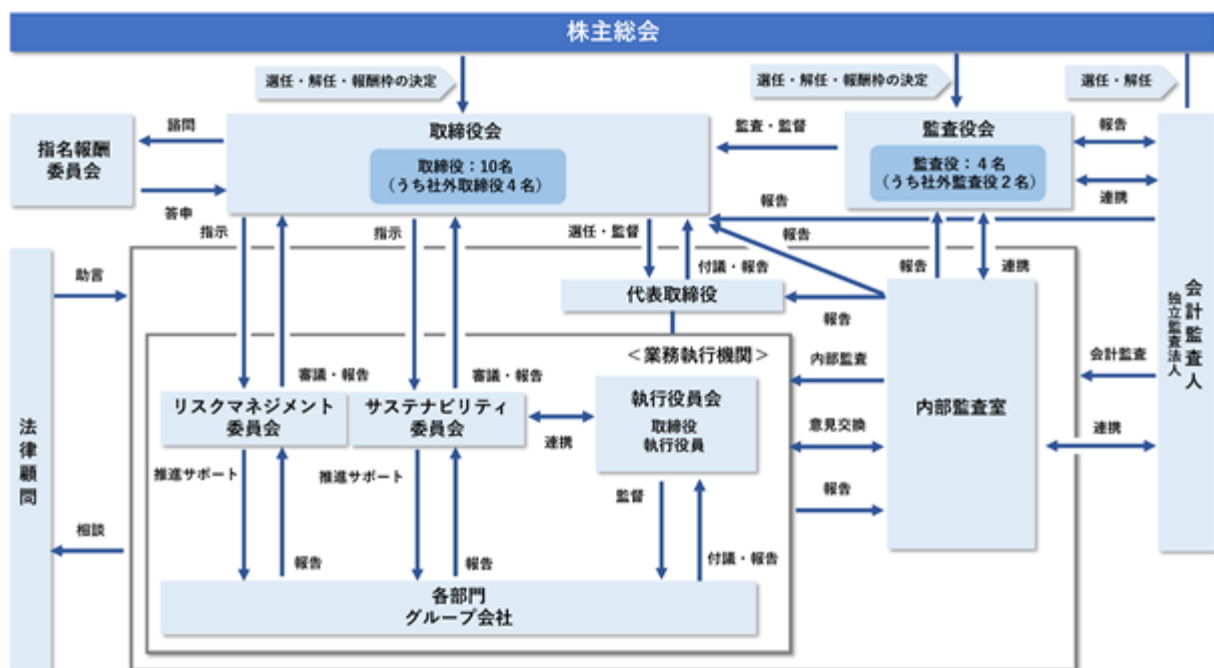 株主総会
選任・解任・報酬枠の決定
選任・解任・報酬枠の決定
選任・解任
指名報酬
委員会
諮問
答申
取締役会
取締役：10名
（うち社外取締役４名）
監査・監督
監査役会
監査役：４名
（うち社外監査役２名）
報告
連携
報告
指示
指示
選任・監督
付議・報告
報告
報告
連携
法律顧問
助言
相談
代表取締役
報告
＜業務執行機関＞
審議・報告
審議・報告
リスクマネジメント
委員会
サステナビリティ
委員会
連携
執行役員会
取締役
執行役員
内部監査
意見交換
報告
内部監査室
会計監査
連携
会計監査人
独立監査法人
推進サポート
報告
推進サポート
報告
監督
付議・報告
各部門
グループ会社